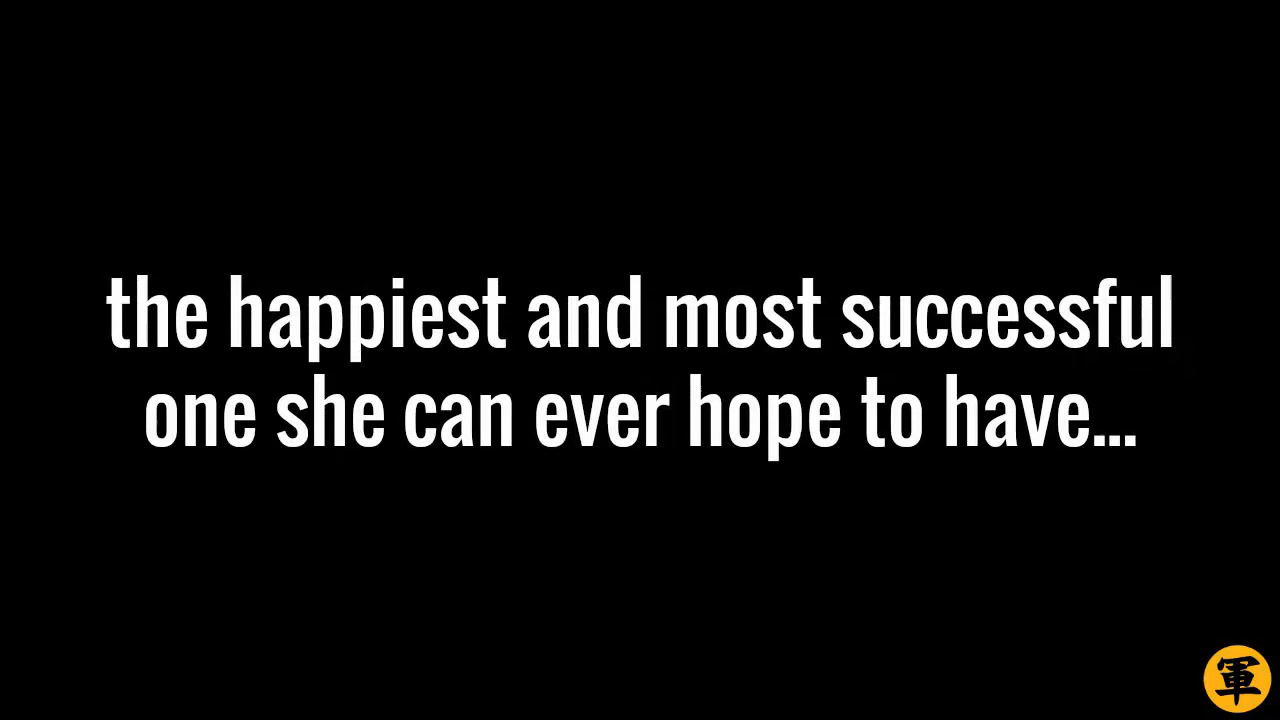 the happiest and most successful
one she can ever hope to have...
軍